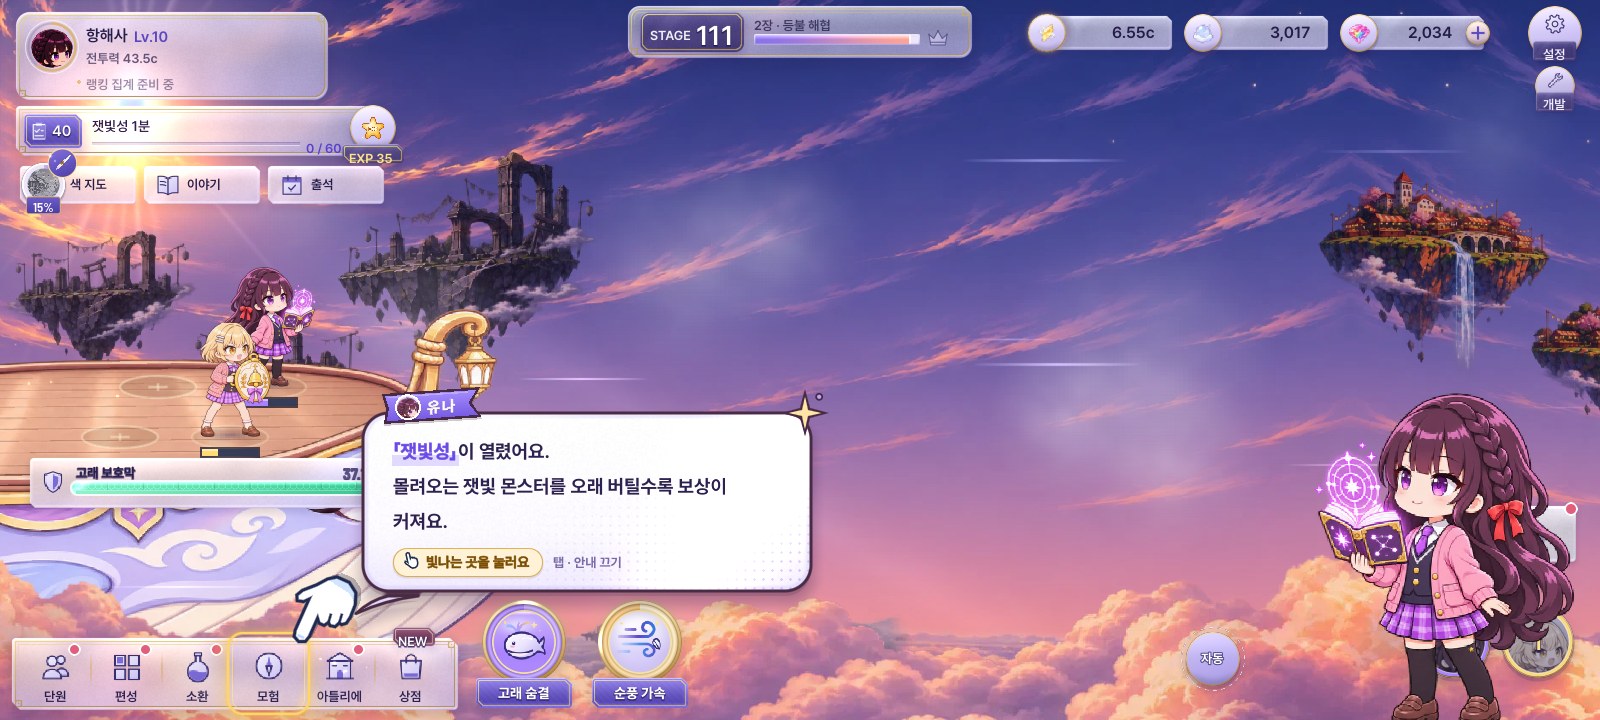 항해사 Lv.10
전투력 43.5c
랭킹 집계 준비 중
STAGE 111
2장 · 등불 해협
6.55c
3,017
2,034
설정
개발
40
잿빛성 1분
0 / 60
EXP 35
색 지도
15%
이야기
출석
유나
「잿빛성」이 열렸어요.
몰려오는 잿빛 몬스터를 오래 버틸수록 보상이
커져요.
빛나는 곳을 눌러요
탭 · 안내 끄기
고래 보호막
단원
편성
소환
모험
아틀리에
NEW
상점
고래 숨결
순풍 가속
자동